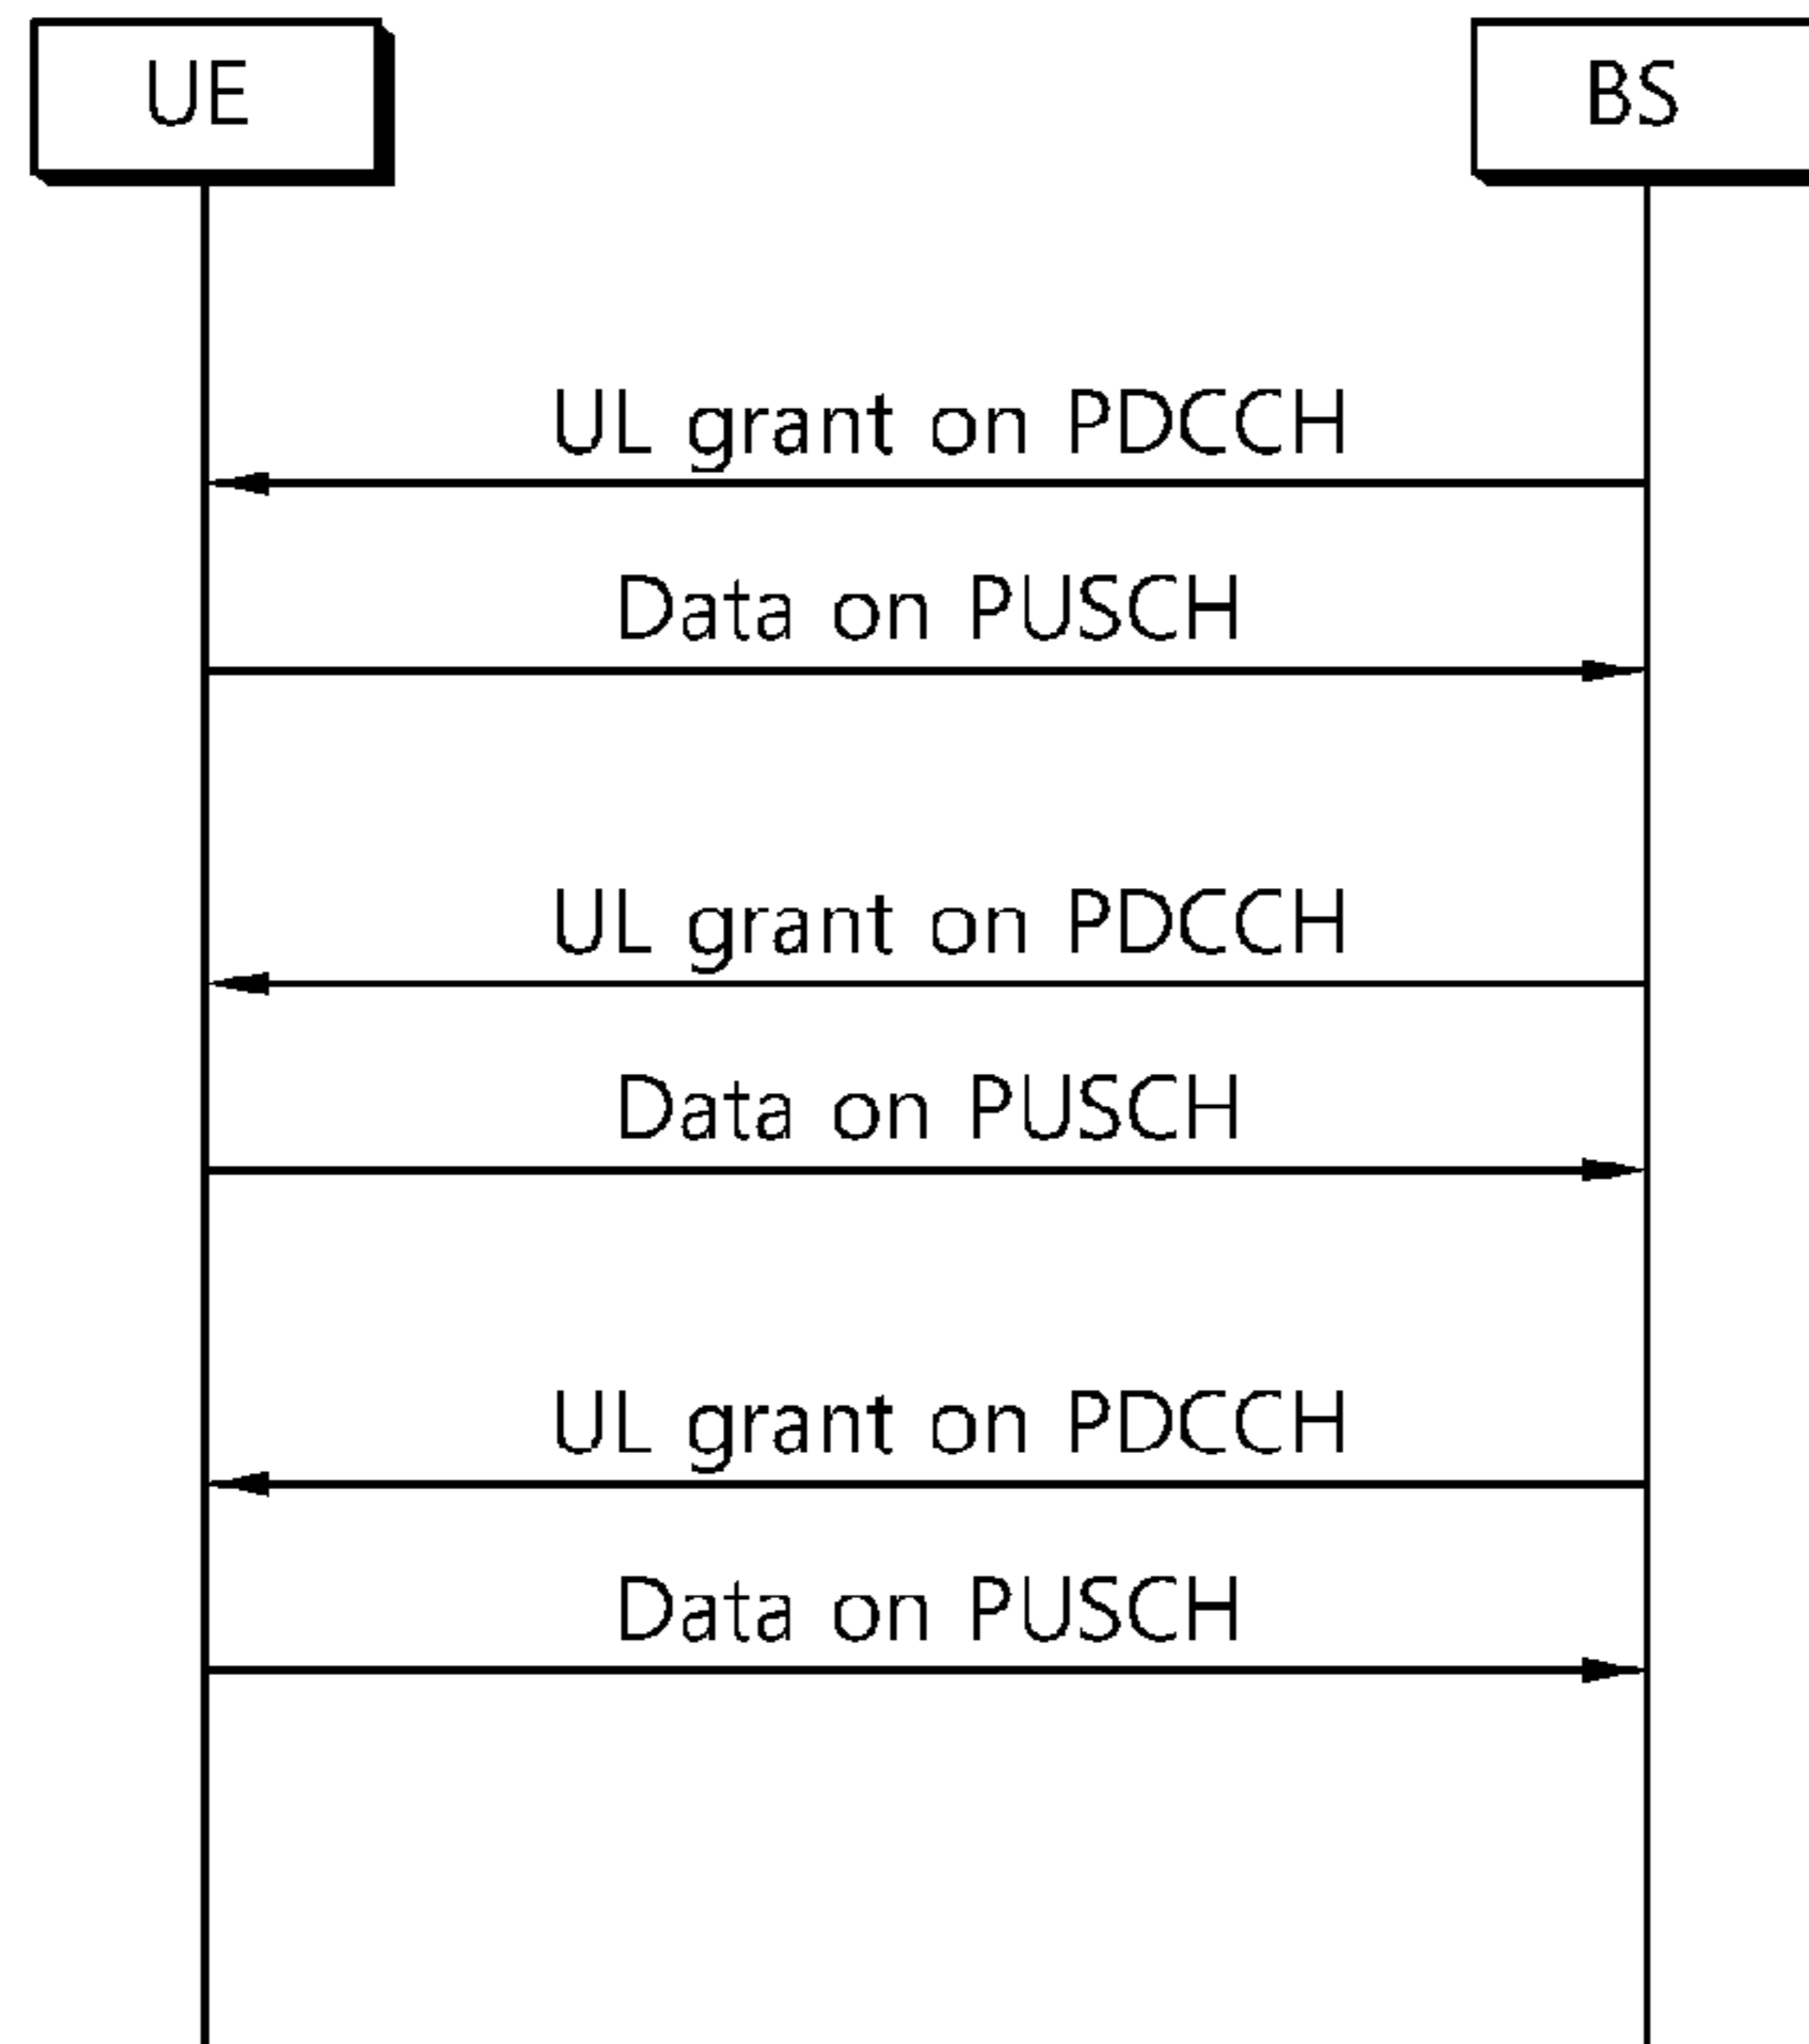 UE
BS
UL grant on PDCCH
Data on PUSCH
UL grant on PDCCH
Data on PUSCH
UL grant on PDCCH
Data on PUSCH